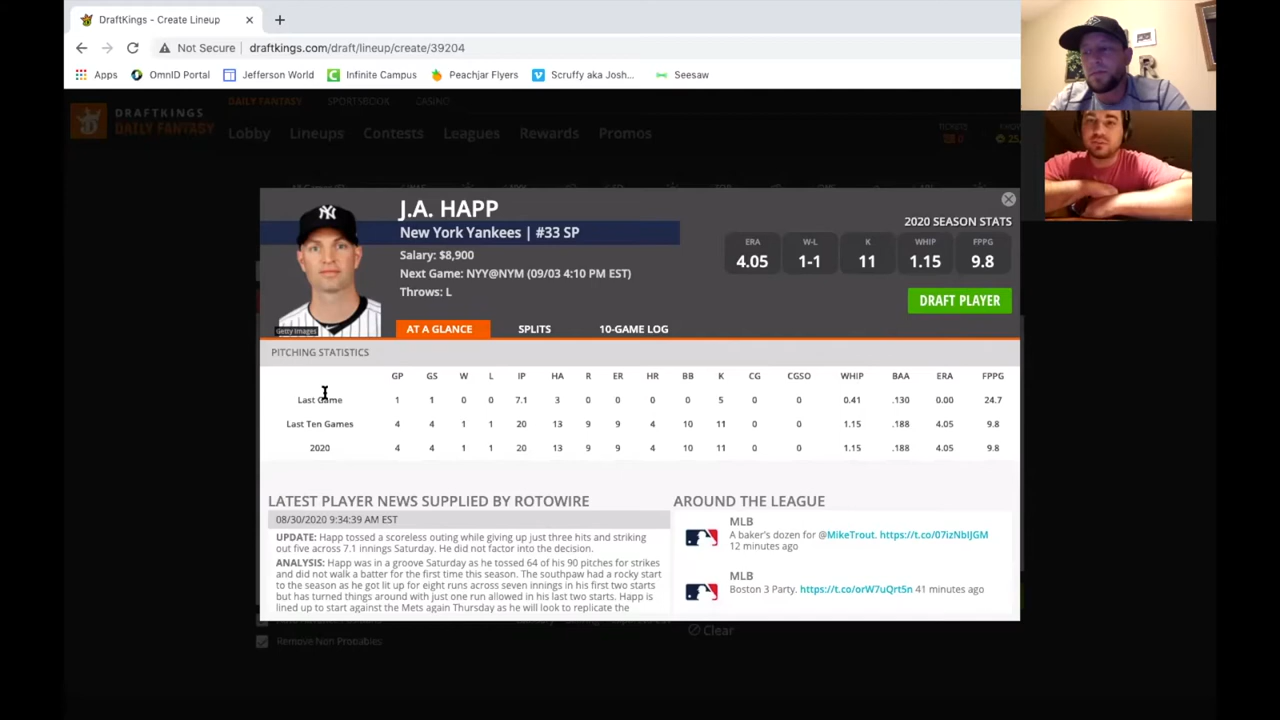 DraftKings - Create Lineup
Not Secure draftkings.com/draft/lineup/create/39204
Apps OmniID Portal Jefferson World Infinite Campus Peachjar Flyers Scruffy aka Josh... Seesaw
DRAFTKINGS
DAILY FANTASY
DAILY FANTASY SPORTSBOOK CASINO
Lobby Lineups Contests Leagues Rewards Promos
J.A. HAPP
New York Yankees | #33 SP
Salary: $8,900
Next Game: NYY@NYM (09/03 4:10 PM EST)
Throws: L
2020 SEASON STATS
ERA W-L K WHIP FPPG
4.05 1-1 11 1.15 9.8
DRAFT PLAYER
Getty Images
AT A GLANCE SPLITS 10-GAME LOG
PITCHING STATISTICS
GP GS W L IP HA R ER HR BB K CG CGSO WHIP BAA ERA FPPG
Last Game 1 1 0 0 7.1 3 0 0 0 0 5 0 0 0.41 .130 0.00 24.7
Last Ten Games 4 4 1 1 20 13 9 9 4 10 11 0 0 1.15 .188 4.05 9.8
2020 4 4 1 1 20 13 9 9 4 10 11 0 0 1.15 .188 4.05 9.8
LATEST PLAYER NEWS SUPPLIED BY ROTOWIRE
08/30/2020 9:34:39 AM EST
UPDATE: Happ tossed a scoreless outing while giving up just three hits and striking
out five across 7.1 innings Saturday. He did not factor into the decision.
ANALYSIS: Happ was in a groove Saturday as he tossed 64 of his 90 pitches for strikes
and did not walk a batter for the first time this season. The southpaw had a rocky start
to the season as he got lit up for eight runs across seven innings in his first two starts
but has turned things around with just one run allowed in his last two starts. Happ is
lined up to start against the Mets again Thursday as he will look to replicate the
AROUND THE LEAGUE
MLB
A baker's dozen for @MikeTrout. https://t.co/07izNbIJGM
12 minutes ago
MLB
Boston 3 Party. https://t.co/orW7uQrt5n 41 minutes ago
Clear
Remove Non Probables